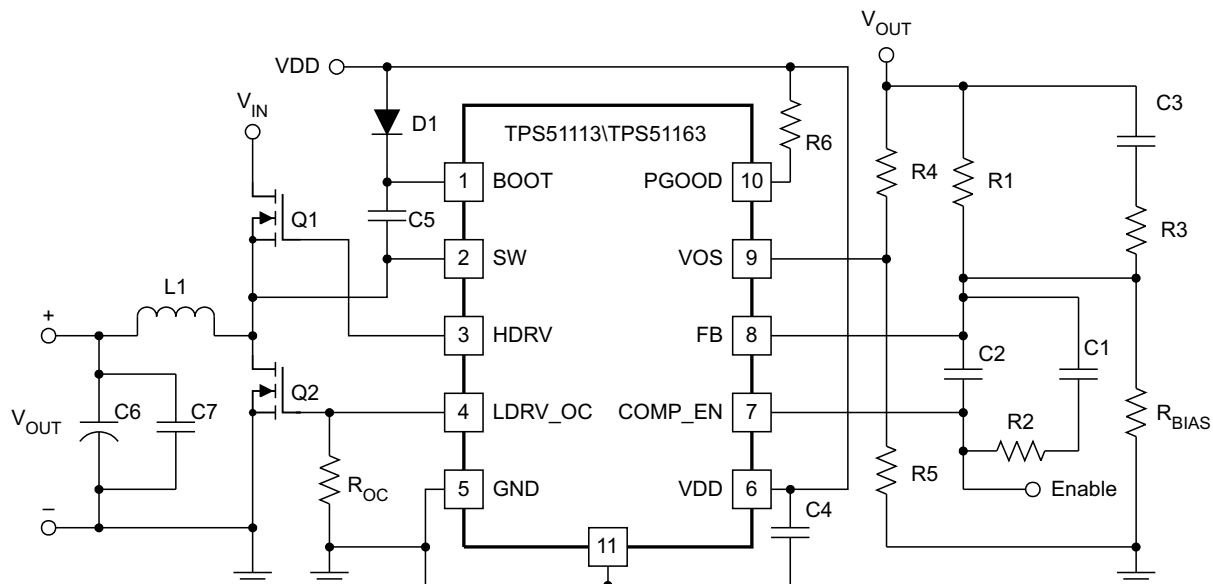 V_OUT
VDD
C3
V_IN
D1
TPS51113\TPS51163
R6
R4
R1
1 BOOT
PGOOD 10
R3
Q1
C5
2 SW
VOS 9
L1
+
3 HDRV
FB 8
C2
C1
Q2
V_OUT
C6
C7
4 LDRV_OC
COMP_EN 7
R2
R_BIAS
R_OC
5 GND
VDD 6
C4
R5
Enable
–
11